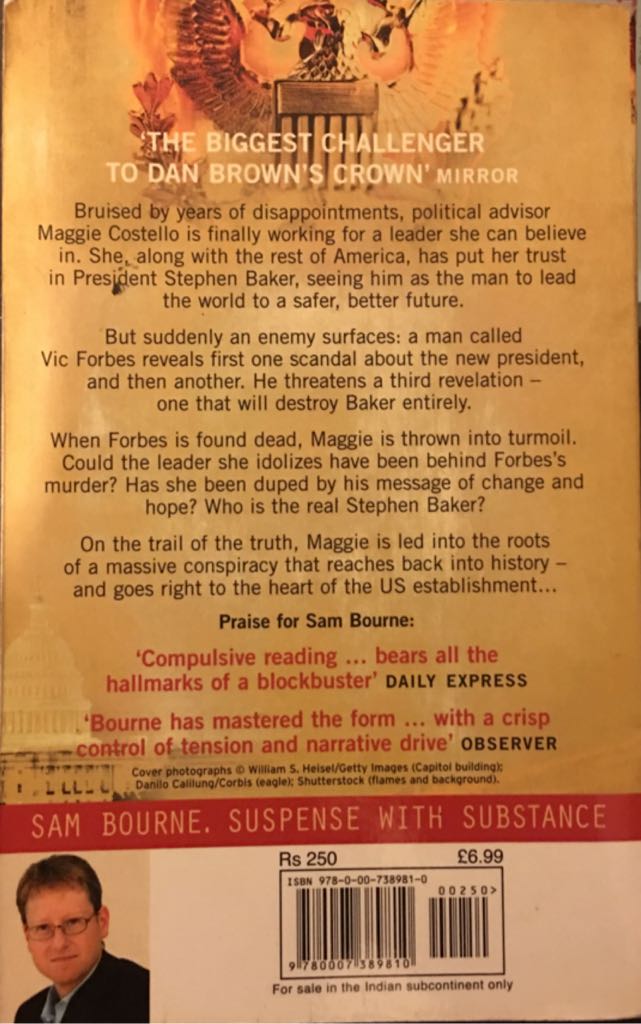 'THE BIGGEST CHALLENGER
TO DAN BROWN'S CROWN' MIRROR
Bruised by years of disappointments, political advisor
Maggie Costello is finally working for a leader she can believe
in. She, along with the rest of America, has put her trust
in President Stephen Baker, seeing him as the man to lead
the world to a safer, better future.
But suddenly an enemy surfaces: a man called
Vic Forbes reveals first one scandal about the new president,
and then another. He threatens a third revelation –
one that will destroy Baker entirely.
When Forbes is found dead, Maggie is thrown into turmoil.
Could the leader she idolizes have been behind Forbes's
murder? Has she been duped by his message of change and
hope? Who is the real Stephen Baker?
On the trail of the truth, Maggie is led into the roots
of a massive conspiracy that reaches back into history –
and goes right to the heart of the US establishment...
Praise for Sam Bourne:
'Compulsive reading ... bears all the
hallmarks of a blockbuster' DAILY EXPRESS
'Bourne has mastered the form ... with a crisp
control of tension and narrative drive' OBSERVER
Cover photographs © William S. Heisel/Getty Images (Capitol building);
Danilo Calilung/Corbis (eagle); Shutterstock (flames and background).
SAM BOURNE. SUSPENSE WITH SUBSTANCE
Rs 250 £6.99
ISBN 978-0-00-738981-0
00250>
9 780007 389810
For sale in the Indian subcontinent only